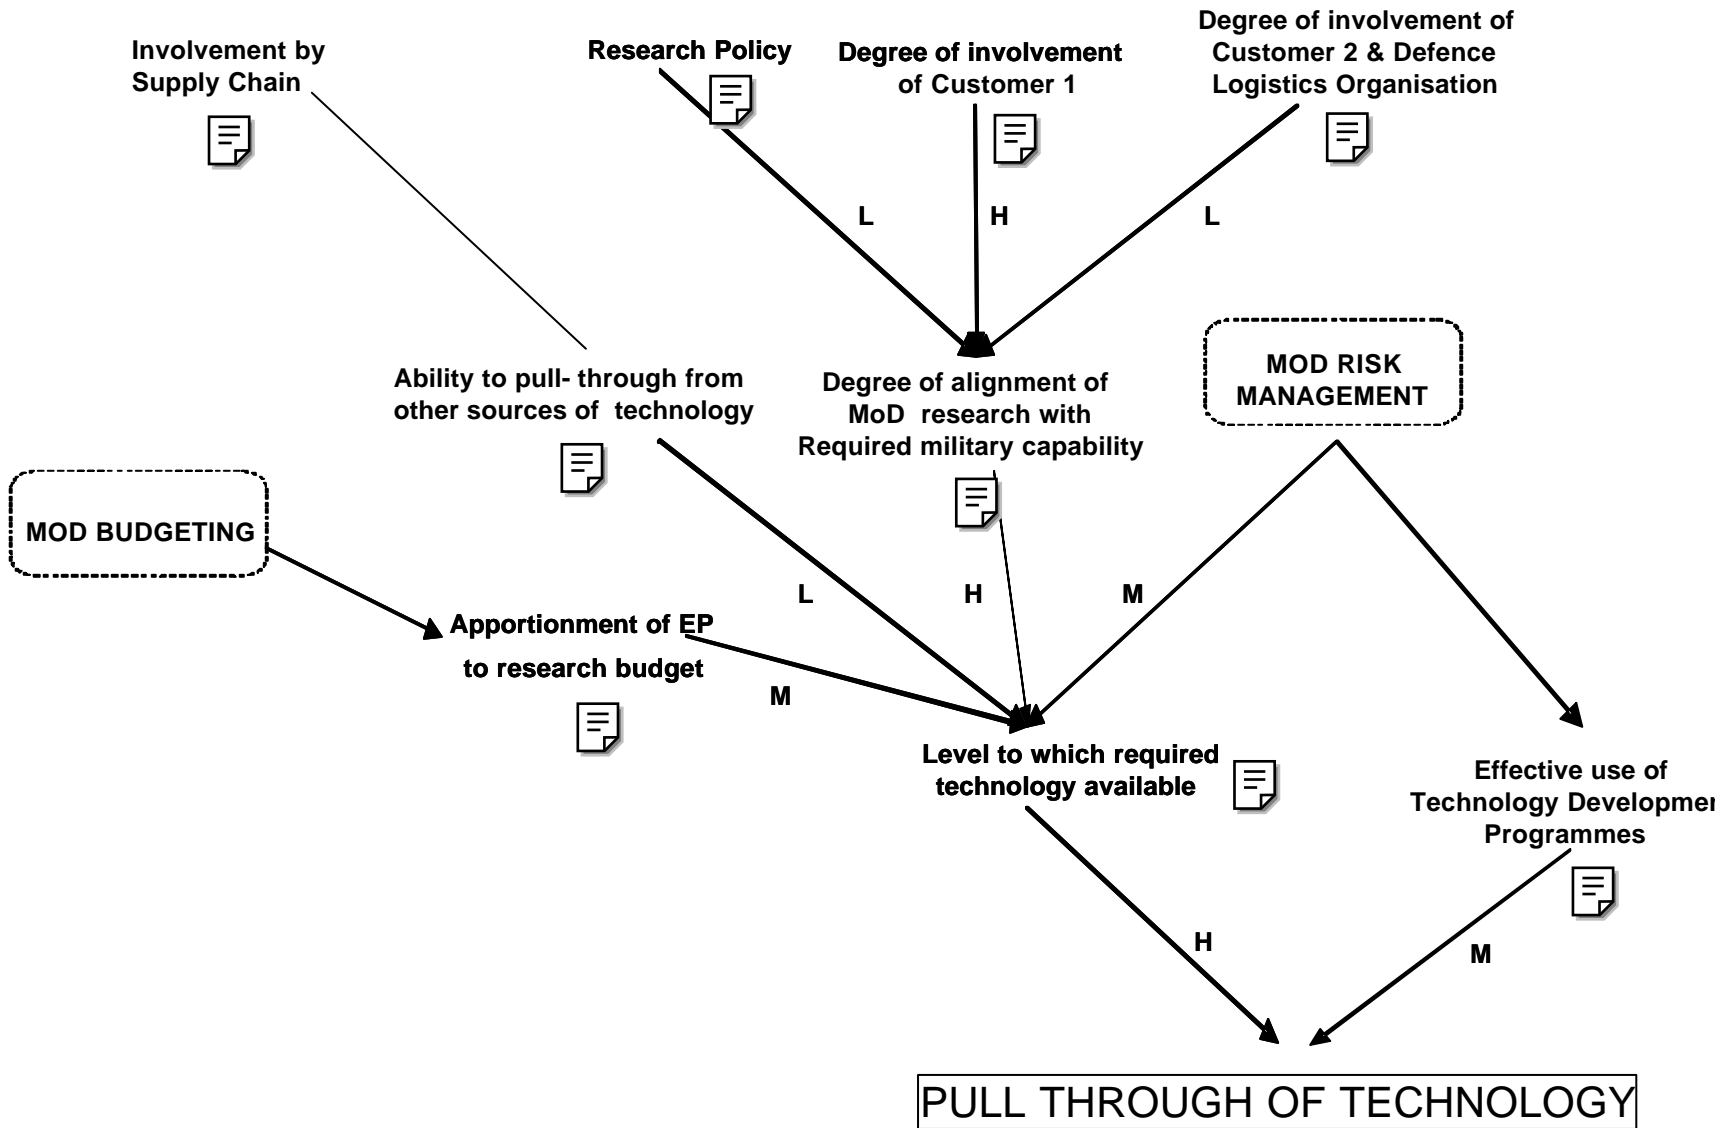 Involvement by
Supply Chain
Research Policy
Degree of involvement
of Customer 1
Degree of involvement of
Customer 2 & Defence
Logistics Organisation
L
H
L
Ability to pull- through from
other sources of technology
Degree of alignment of
MoD research with
Required military capability
MOD RISK
MANAGEMENT
MOD BUDGETING
L
H
M
Apportionment of EP
to research budget
M
Level to which required
technology available
Effective use of
Technology Developmen
Programmes
H
M
PULL THROUGH OF TECHNOLOGY